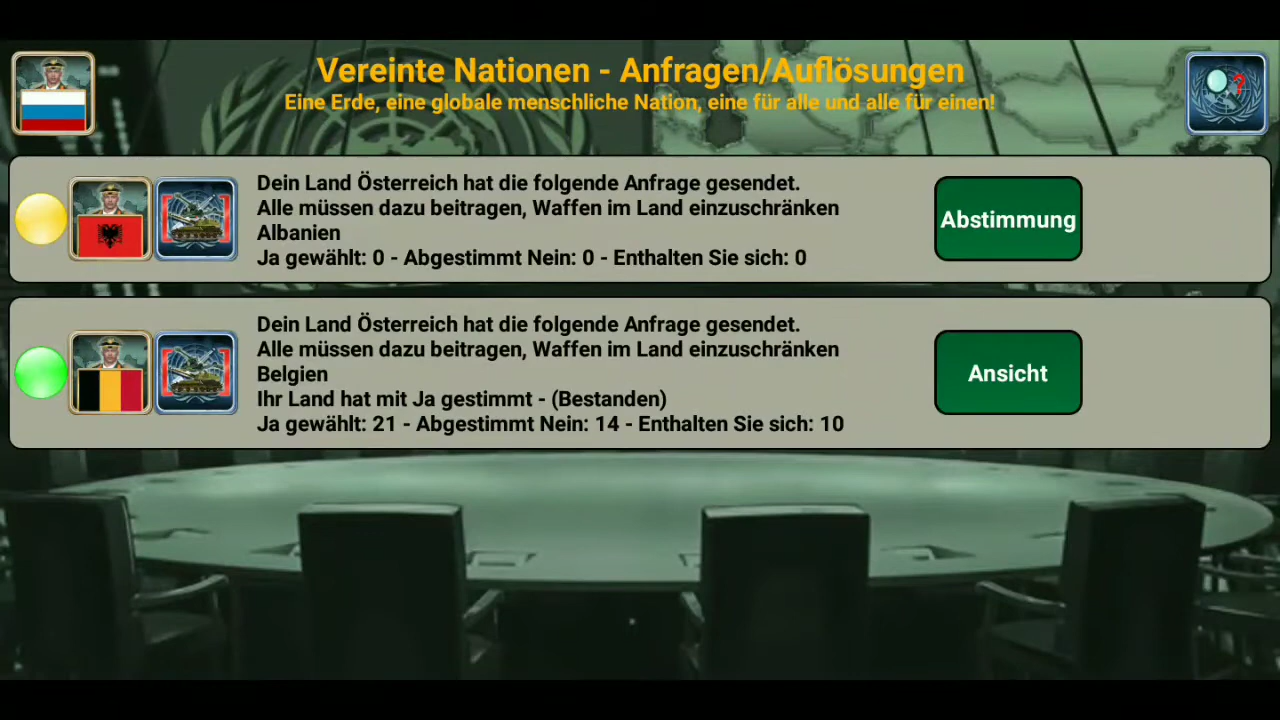 Vereinte Nationen - Anfragen/Auflösungen
Eine Erde, eine globale menschliche Nation, eine für alle und alle für einen!
Dein Land Österreich hat die folgende Anfrage gesendet.
Alle müssen dazu beitragen, Waffen im Land einzuschränken
Albanien
Ja gewählt: 0 - Abgestimmt Nein: 0 - Enthalten Sie sich: 0
Abstimmung
Dein Land Österreich hat die folgende Anfrage gesendet.
Alle müssen dazu beitragen, Waffen im Land einzuschränken
Belgien
Ihr Land hat mit Ja gestimmt - (Bestanden)
Ja gewählt: 21 - Abgestimmt Nein: 14 - Enthalten Sie sich: 10
Ansicht